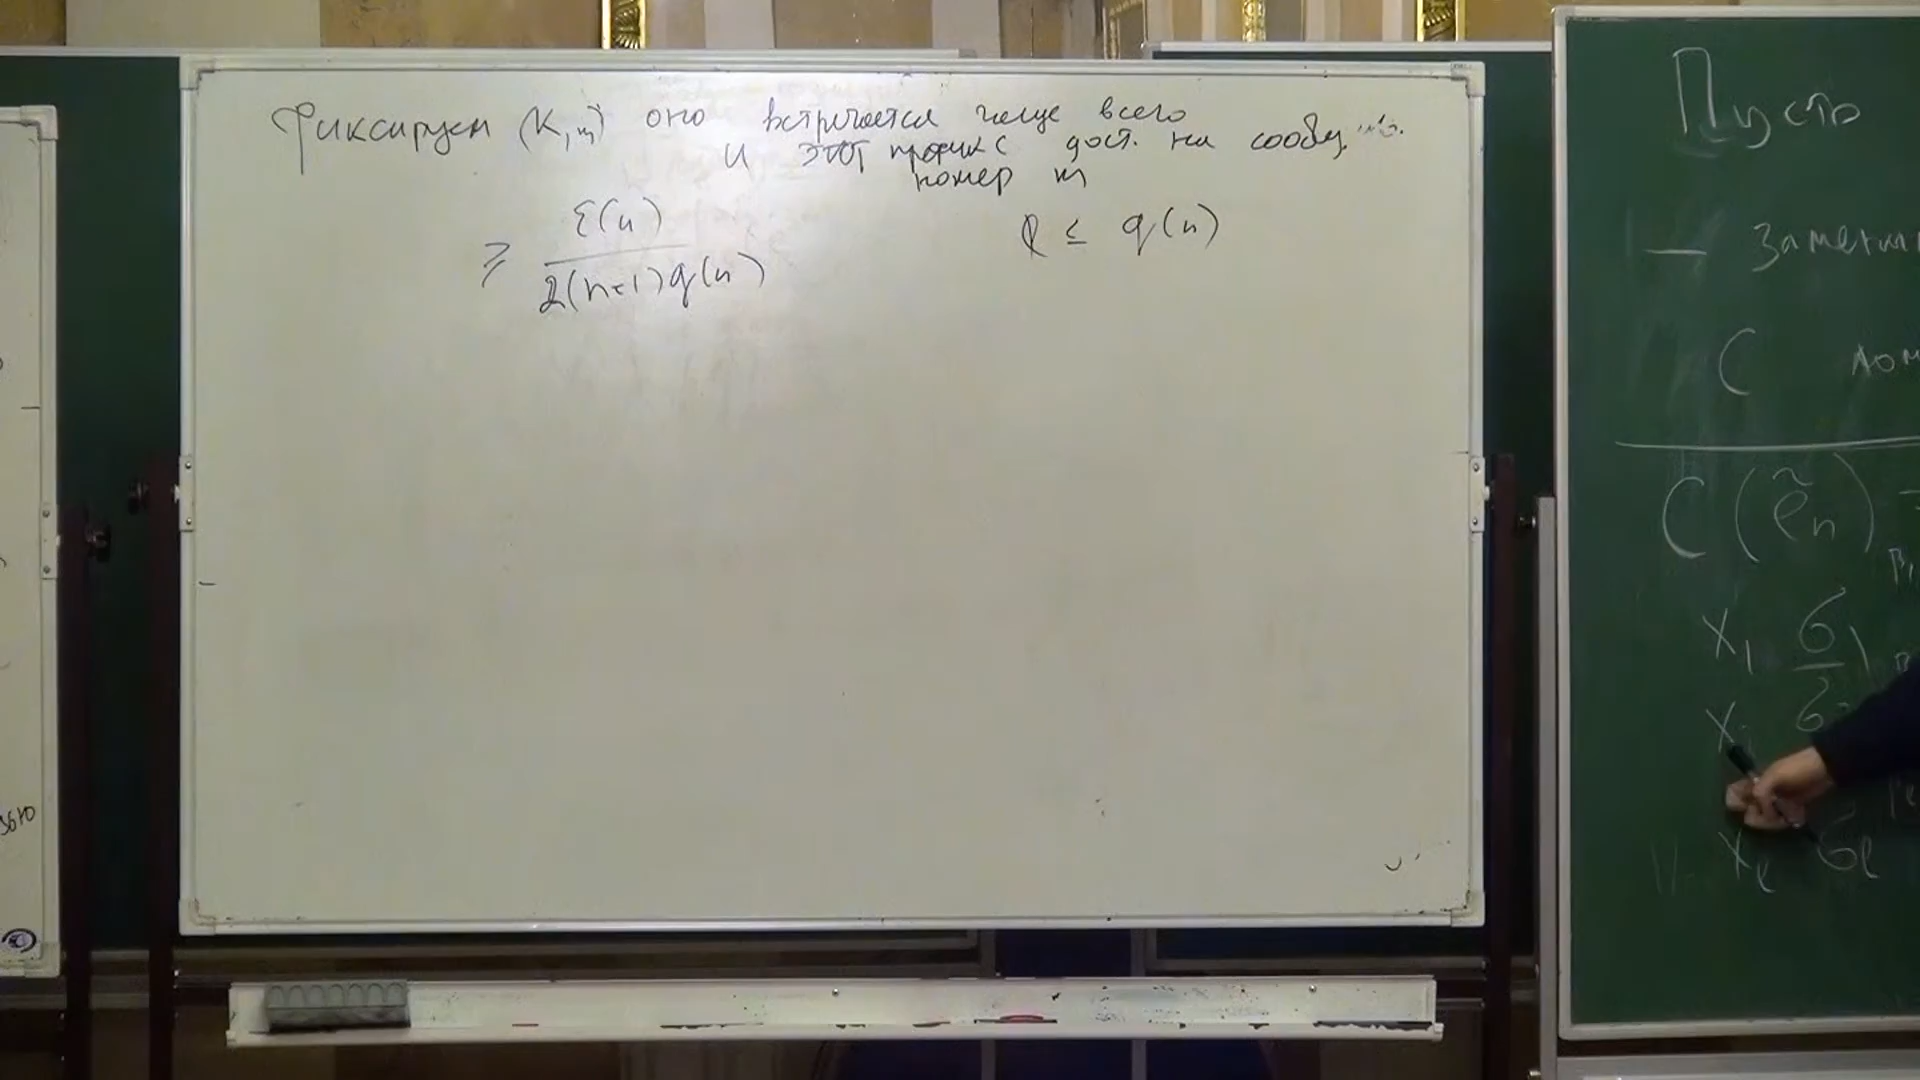 Фиксируем (K, m) оно встречается чаще всего
и этот префикс дост. на сообщ.
номер m
≥ ε(n) / 2(n+1)q(n)
ℓ ≤ q(n)
Пусть
— Заметим
C
C(ẽn)
x1 σ1
xℓ σℓ